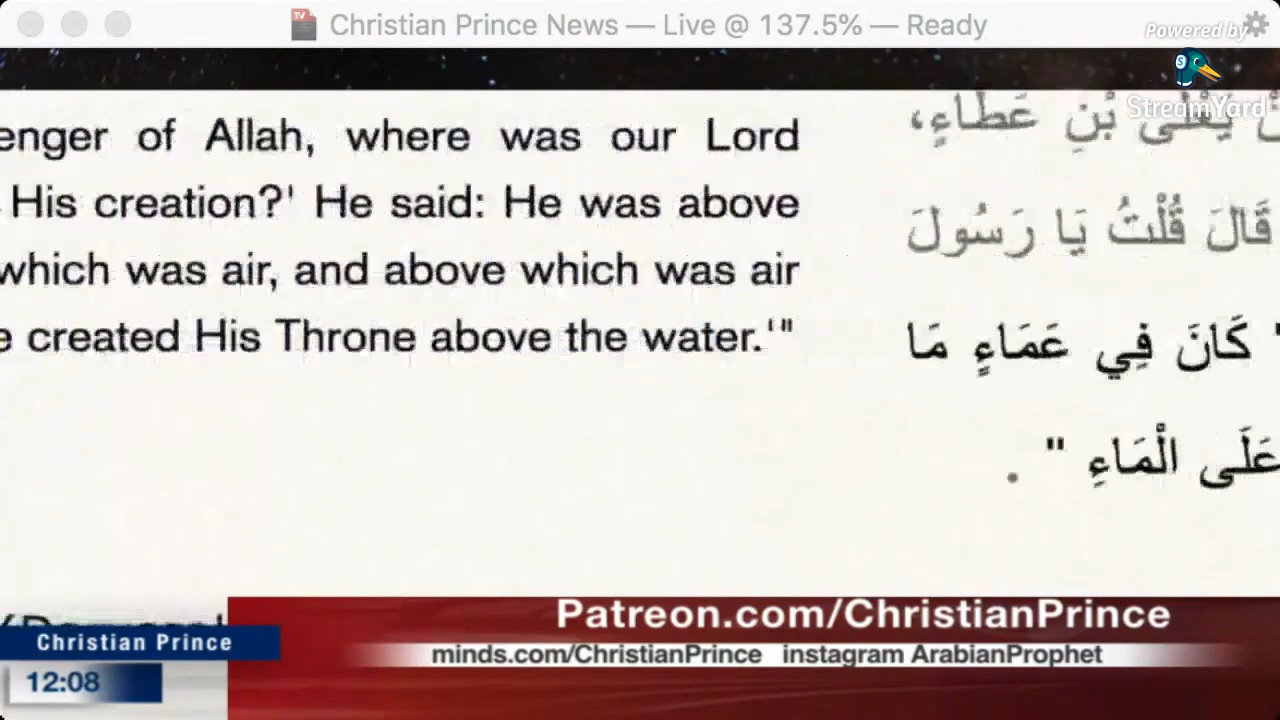 Christian Prince News — Live @ 137.5% — Ready
Powered by
StreamYard
enger of Allah, where was our Lord
His creation?' He said: He was above
which was air, and above which was air
e created His Throne above the water.'"
يَعْلَى بْنِ عَطَاءٍ،
قَالَ قُلْتُ يَا رَسُولَ
" كَانَ فِي عَمَاءٍ مَا
عَلَى الْمَاءِ " .
Patreon.com/ChristianPrince
Christian Prince
minds.com/ChristianPrince instagram ArabianProphet
12:08